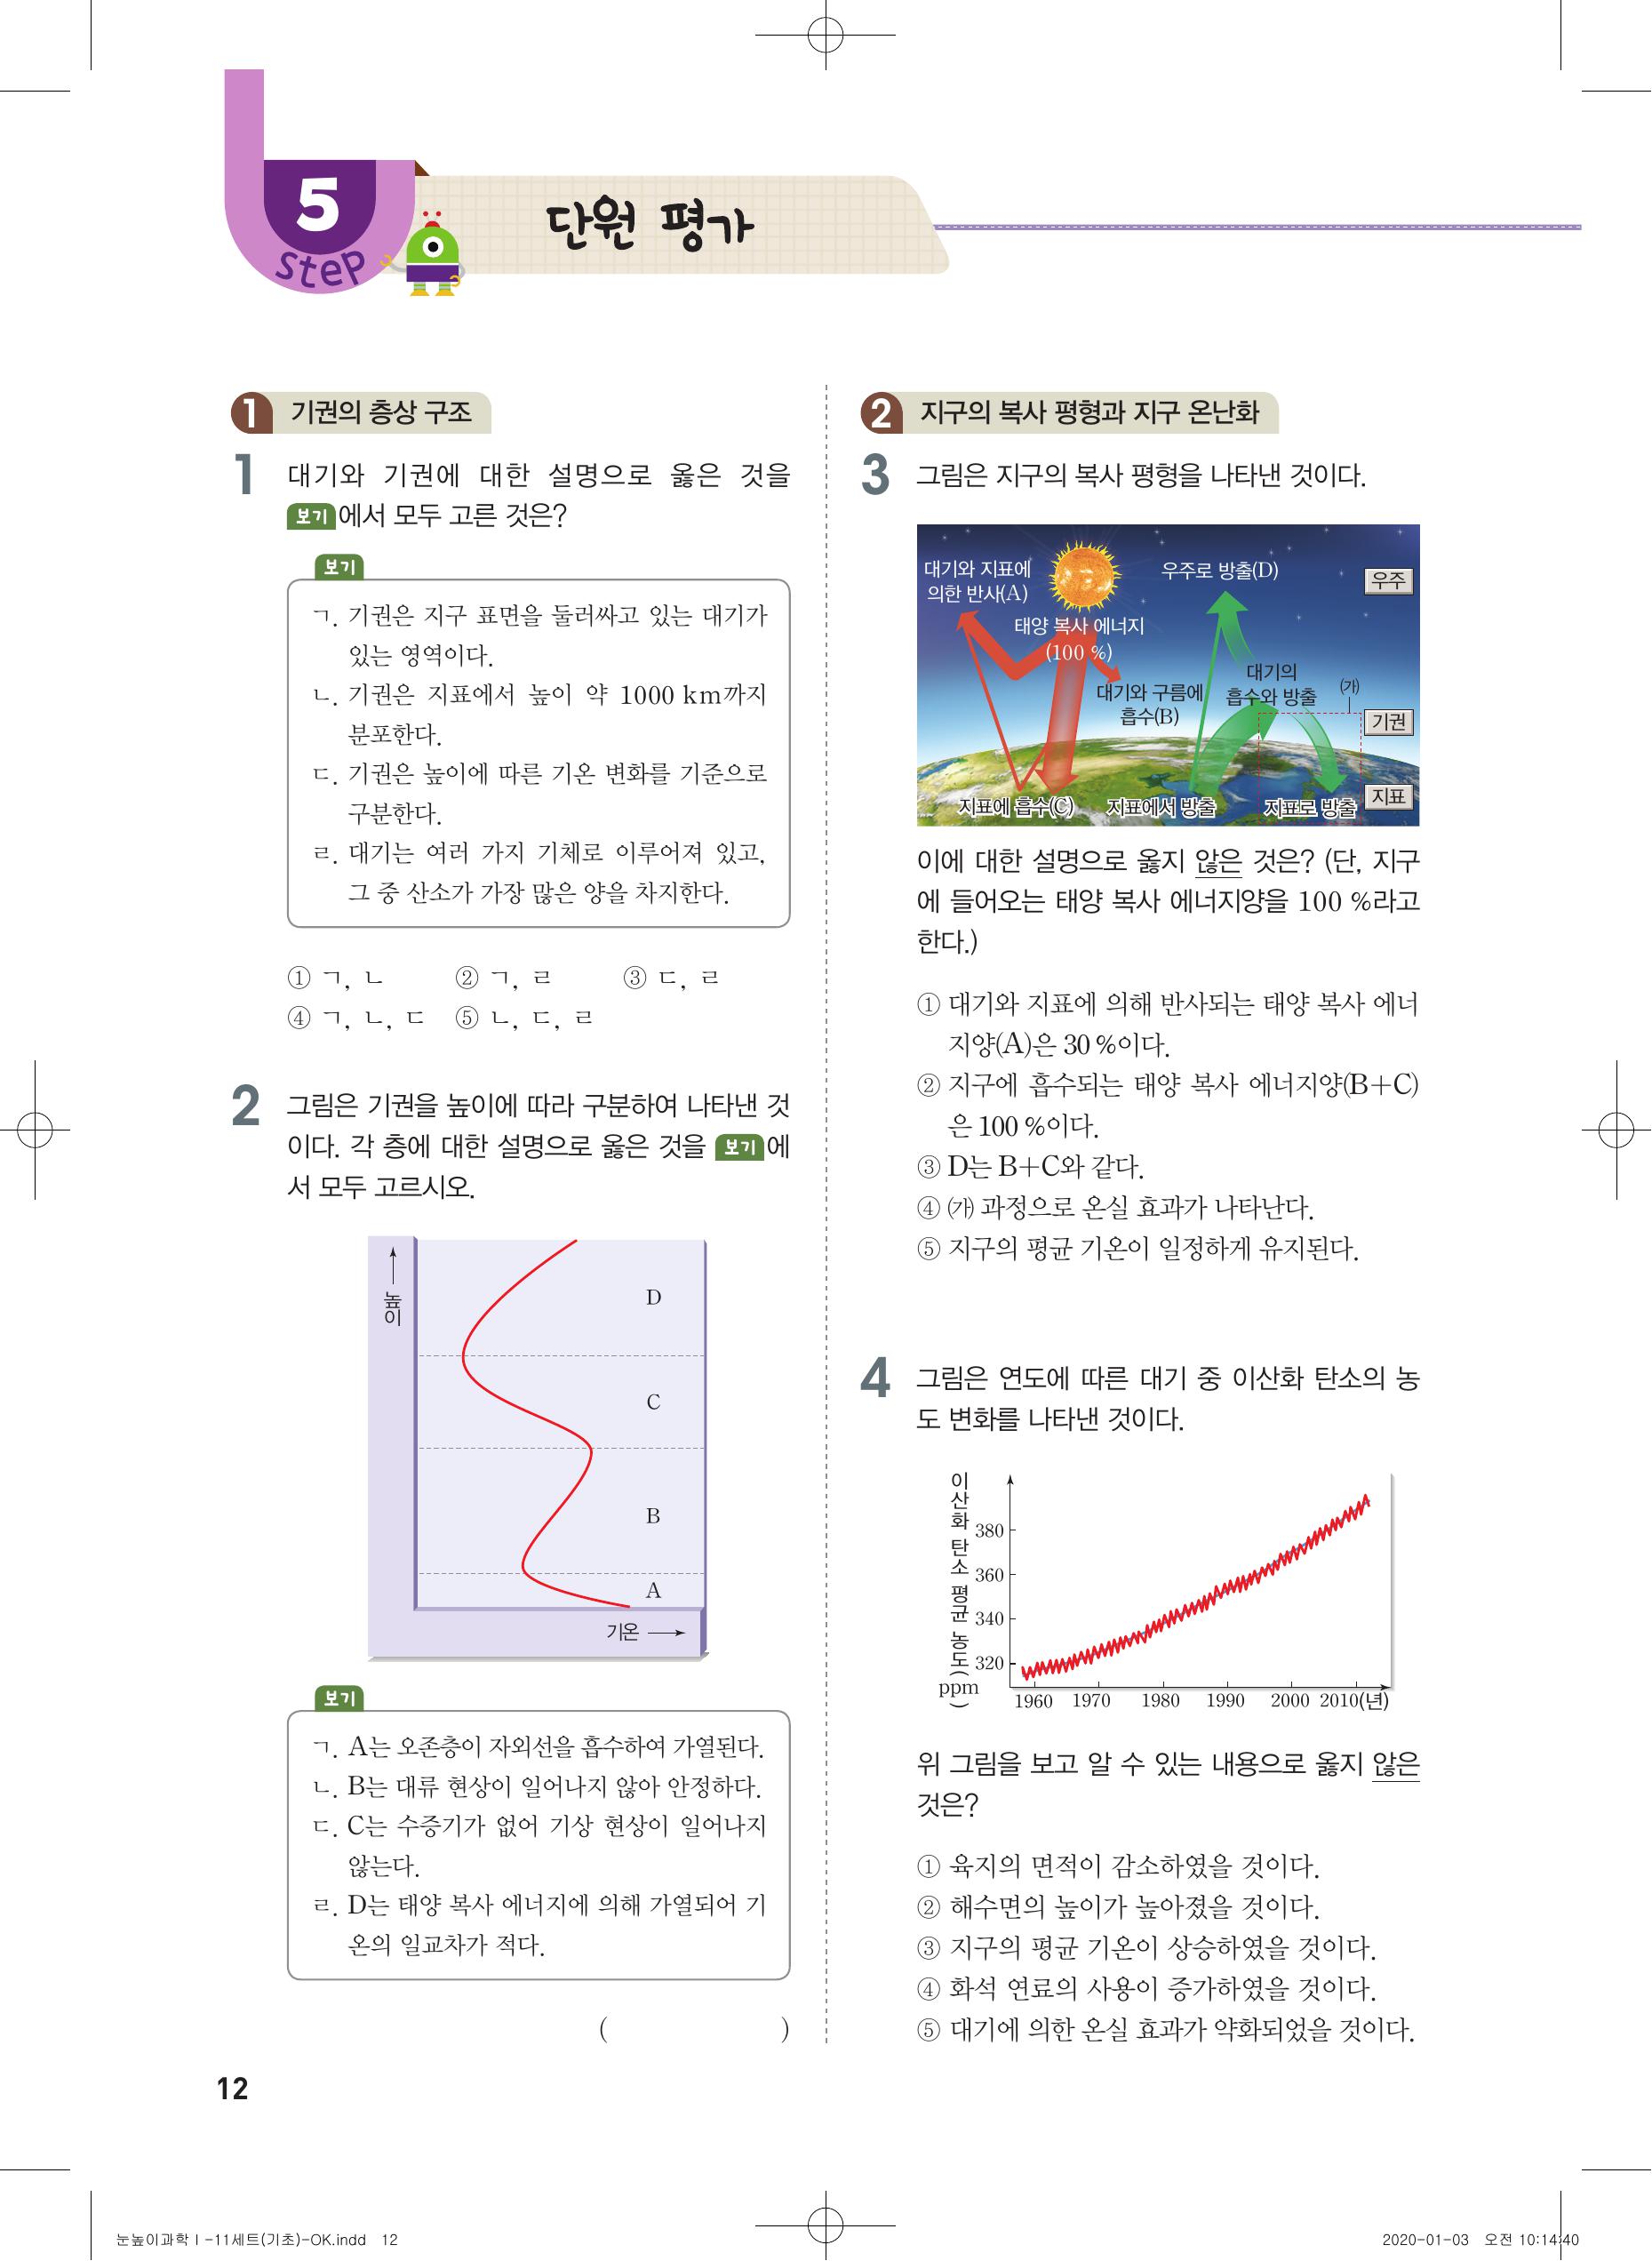 5
step
단원 평가
1 기권의 층상 구조
1 대기와 기권에 대한 설명으로 옳은 것을
보기에서 모두 고른 것은?
보기
ㄱ. 기권은 지구 표면을 둘러싸고 있는 대기가
있는 영역이다.
ㄴ. 기권은 지표에서 높이 약 1000 km까지
분포한다.
ㄷ. 기권은 높이에 따른 기온 변화를 기준으로
구분한다.
ㄹ. 대기는 여러 가지 기체로 이루어져 있고,
그 중 산소가 가장 많은 양을 차지한다.
① ㄱ, ㄴ ② ㄱ, ㄹ ③ ㄷ, ㄹ
④ ㄱ, ㄴ, ㄷ ⑤ ㄴ, ㄷ, ㄹ
2 그림은 기권을 높이에 따라 구분하여 나타낸 것
이다. 각 층에 대한 설명으로 옳은 것을 보기에
서 모두 고르시오.
높이
D
C
B
A
기온
보기
ㄱ. A는 오존층이 자외선을 흡수하여 가열된다.
ㄴ. B는 대류 현상이 일어나지 않아 안정하다.
ㄷ. C는 수증기가 없어 기상 현상이 일어나지
않는다.
ㄹ. D는 태양 복사 에너지에 의해 가열되어 기
온의 일교차가 적다.
( )
2 지구의 복사 평형과 지구 온난화
3 그림은 지구의 복사 평형을 나타낸 것이다.
대기와 지표에
의한 반사(A)
우주로 방출(D)
우주
태양 복사 에너지
(100 %)
대기와 구름에
흡수(B)
대기의
흡수와 방출
㈎
기권
지표에 흡수(C)
지표에서 방출
지표로 방출
지표
이에 대한 설명으로 옳지 않은 것은? (단, 지구
에 들어오는 태양 복사 에너지양을 100 %라고
한다.)
① 대기와 지표에 의해 반사되는 태양 복사 에너
지양(A)은 30 %이다.
② 지구에 흡수되는 태양 복사 에너지양(B+C)
은 100 %이다.
③ D는 B+C와 같다.
④ ㈎ 과정으로 온실 효과가 나타난다.
⑤ 지구의 평균 기온이 일정하게 유지된다.
4 그림은 연도에 따른 대기 중 이산화 탄소의 농
도 변화를 나타낸 것이다.
이산화 탄소 평균 농도(ppm)
380
360
340
320
1960 1970 1980 1990 2000 2010(년)
위 그림을 보고 알 수 있는 내용으로 옳지 않은
것은?
① 육지의 면적이 감소하였을 것이다.
② 해수면의 높이가 높아졌을 것이다.
③ 지구의 평균 기온이 상승하였을 것이다.
④ 화석 연료의 사용이 증가하였을 것이다.
⑤ 대기에 의한 온실 효과가 약화되었을 것이다.
12
눈높이과학Ⅰ-11세트(기초)-OK.indd 12
2020-01-03 오전 10:14:40